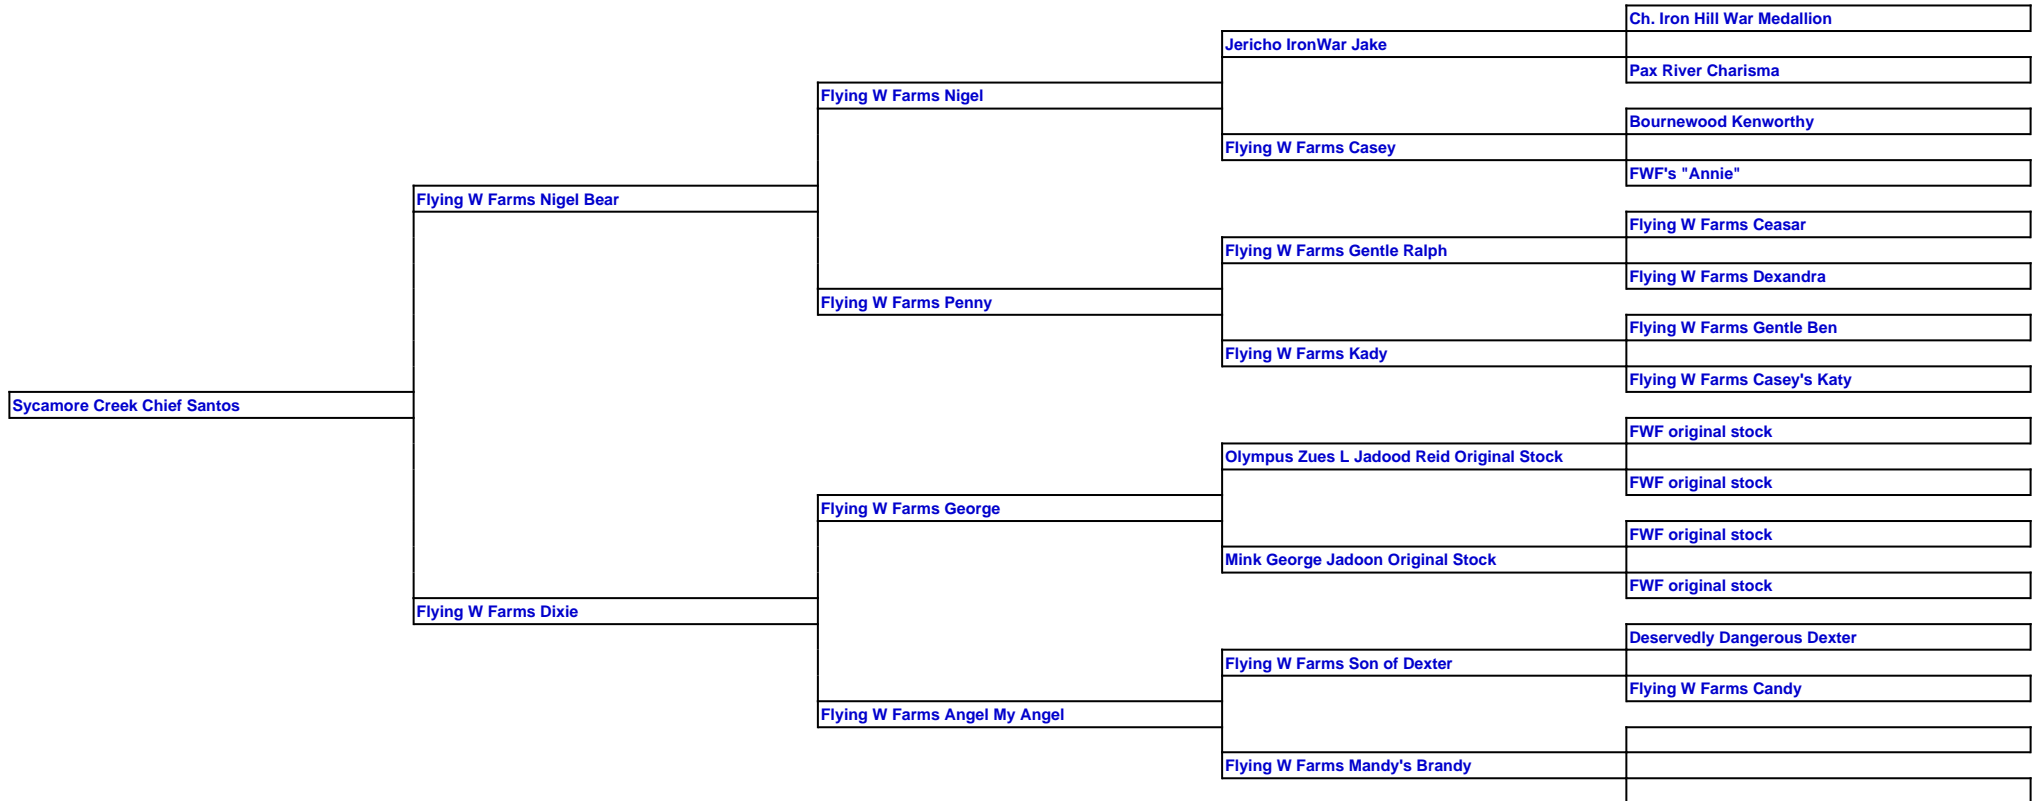 Ch. Iron Hill War Medallion
Jericho IronWar Jake
Pax River Charisma
Flying W Farms Nigel
Bournewood Kenworthy
Flying W Farms Casey
FWF's "Annie"
Flying W Farms Nigel Bear
Flying W Farms Ceasar
Flying W Farms Gentle Ralph
Flying W Farms Dexandra
Flying W Farms Penny
Flying W Farms Gentle Ben
Flying W Farms Kady
Flying W Farms Casey's Katy
Sycamore Creek Chief Santos
FWF original stock
Olympus Zues L Jadood Reid Original Stock
FWF original stock
Flying W Farms George
FWF original stock
Mink George Jadoon Original Stock
FWF original stock
Flying W Farms Dixie
Deservedly Dangerous Dexter
Flying W Farms Son of Dexter
Flying W Farms Candy
Flying W Farms Angel My Angel
Flying W Farms Mandy's Brandy